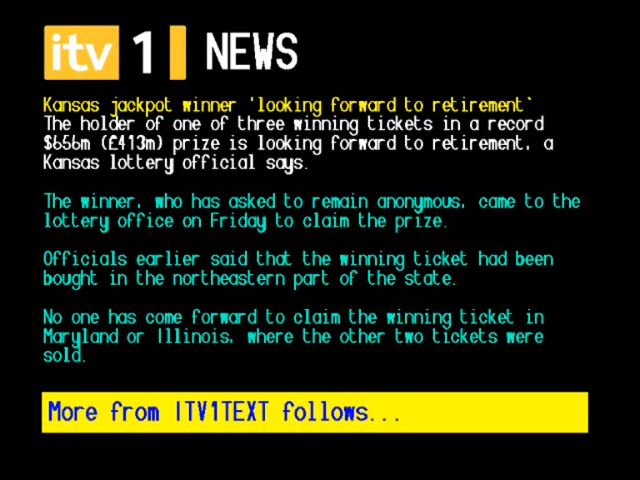 itv 1 NEWS
Kansas jackpot winner 'looking forward to retirement'
The holder of one of three winning tickets in a record
$656m (£413m) prize is looking forward to retirement, a
Kansas lottery official says.
The winner, who has asked to remain anonymous, came to the
lottery office on Friday to claim the prize.
Officials earlier said that the winning ticket had been
bought in the northeastern part of the state.
No one has come forward to claim the winning ticket in
Maryland or Illinois, where the other two tickets were
sold.
More from ITV1TEXT follows...